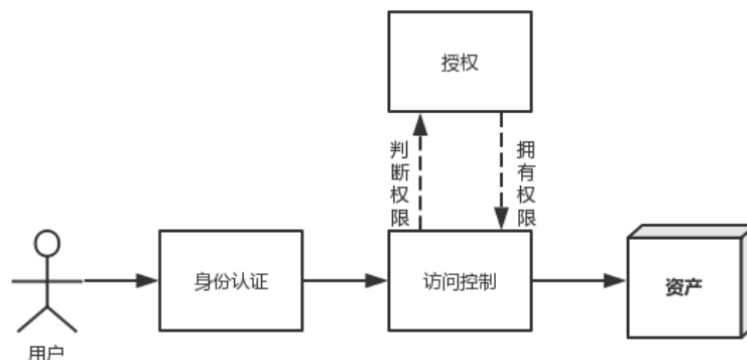 授权
判断权限
拥有权限
身份认证
访问控制
资产
用户